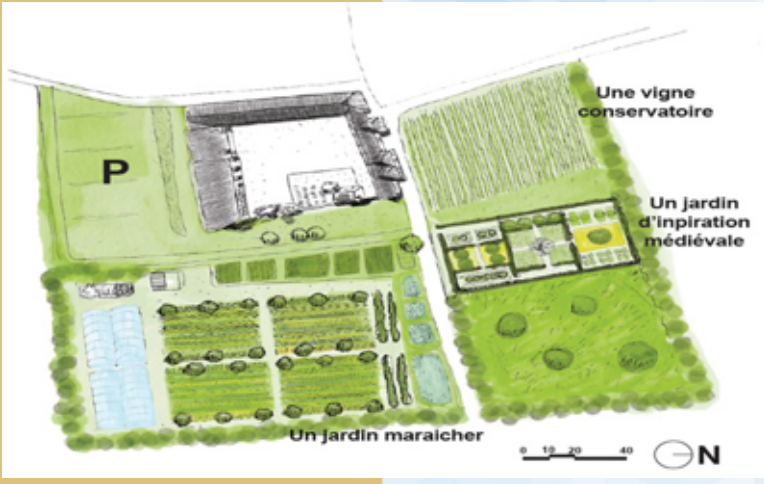 Une vigne
conservatoire
P
Un jardin
d'inpiration
médiévale
Un jardin maraicher
0 10 20 40
N